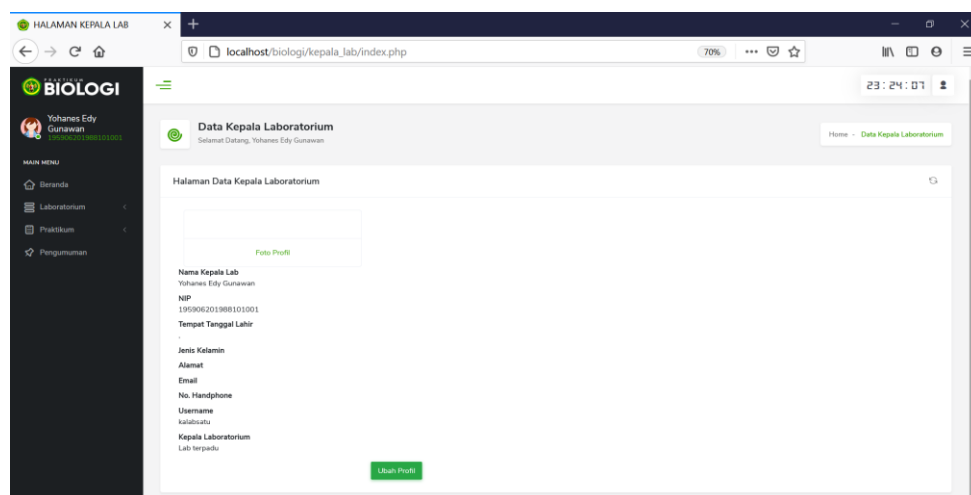 HALAMAN KEPALA LAB
localhost/biologi/kepala_lab/index.php
70%
PRAKTIKUM
BIOLOGI
23:24:07
Yohanes Edy
Gunawan
195906201988101001
Data Kepala Laboratorium
Selamat Datang, Yohanes Edy Gunawan
Home - Data Kepala Laboratorium
MAIN MENU
Beranda
Laboratorium
Praktikum
Pengumuman
Halaman Data Kepala Laboratorium
Foto Profil
Nama Kepala Lab
Yohanes Edy Gunawan
NIP
195906201988101001
Tempat Tanggal Lahir
,
Jenis Kelamin
Alamat
Email
No. Handphone
Username
kalabsatu
Kepala Laboratorium
Lab terpadu
Ubah Profil